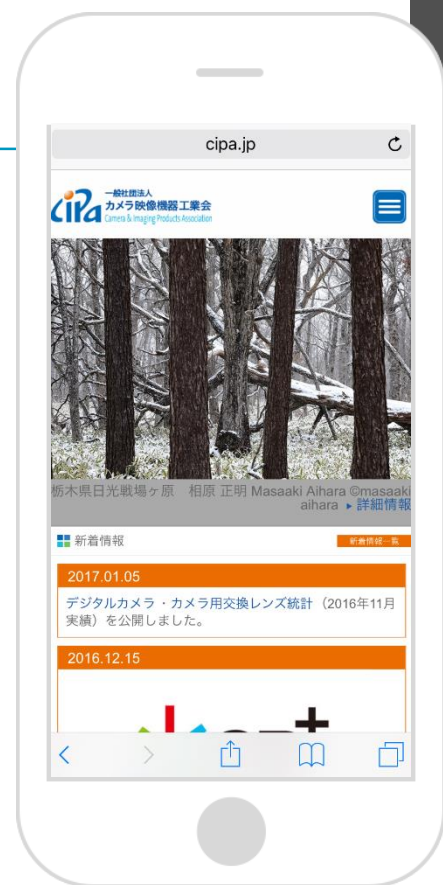 cipa.jp
CIPA
一般社団法人
カメラ映像機器工業会
Camera & Imaging Products Association
栃木県日光戦場ヶ原 相原 正明 Masaaki Aihara ©masaaki
aihara ▸ 詳細情報
新着情報
新着情報一覧
2017.01.05
デジタルカメラ・カメラ用交換レンズ統計（2016年11月
実績）を公開しました。
2016.12.15